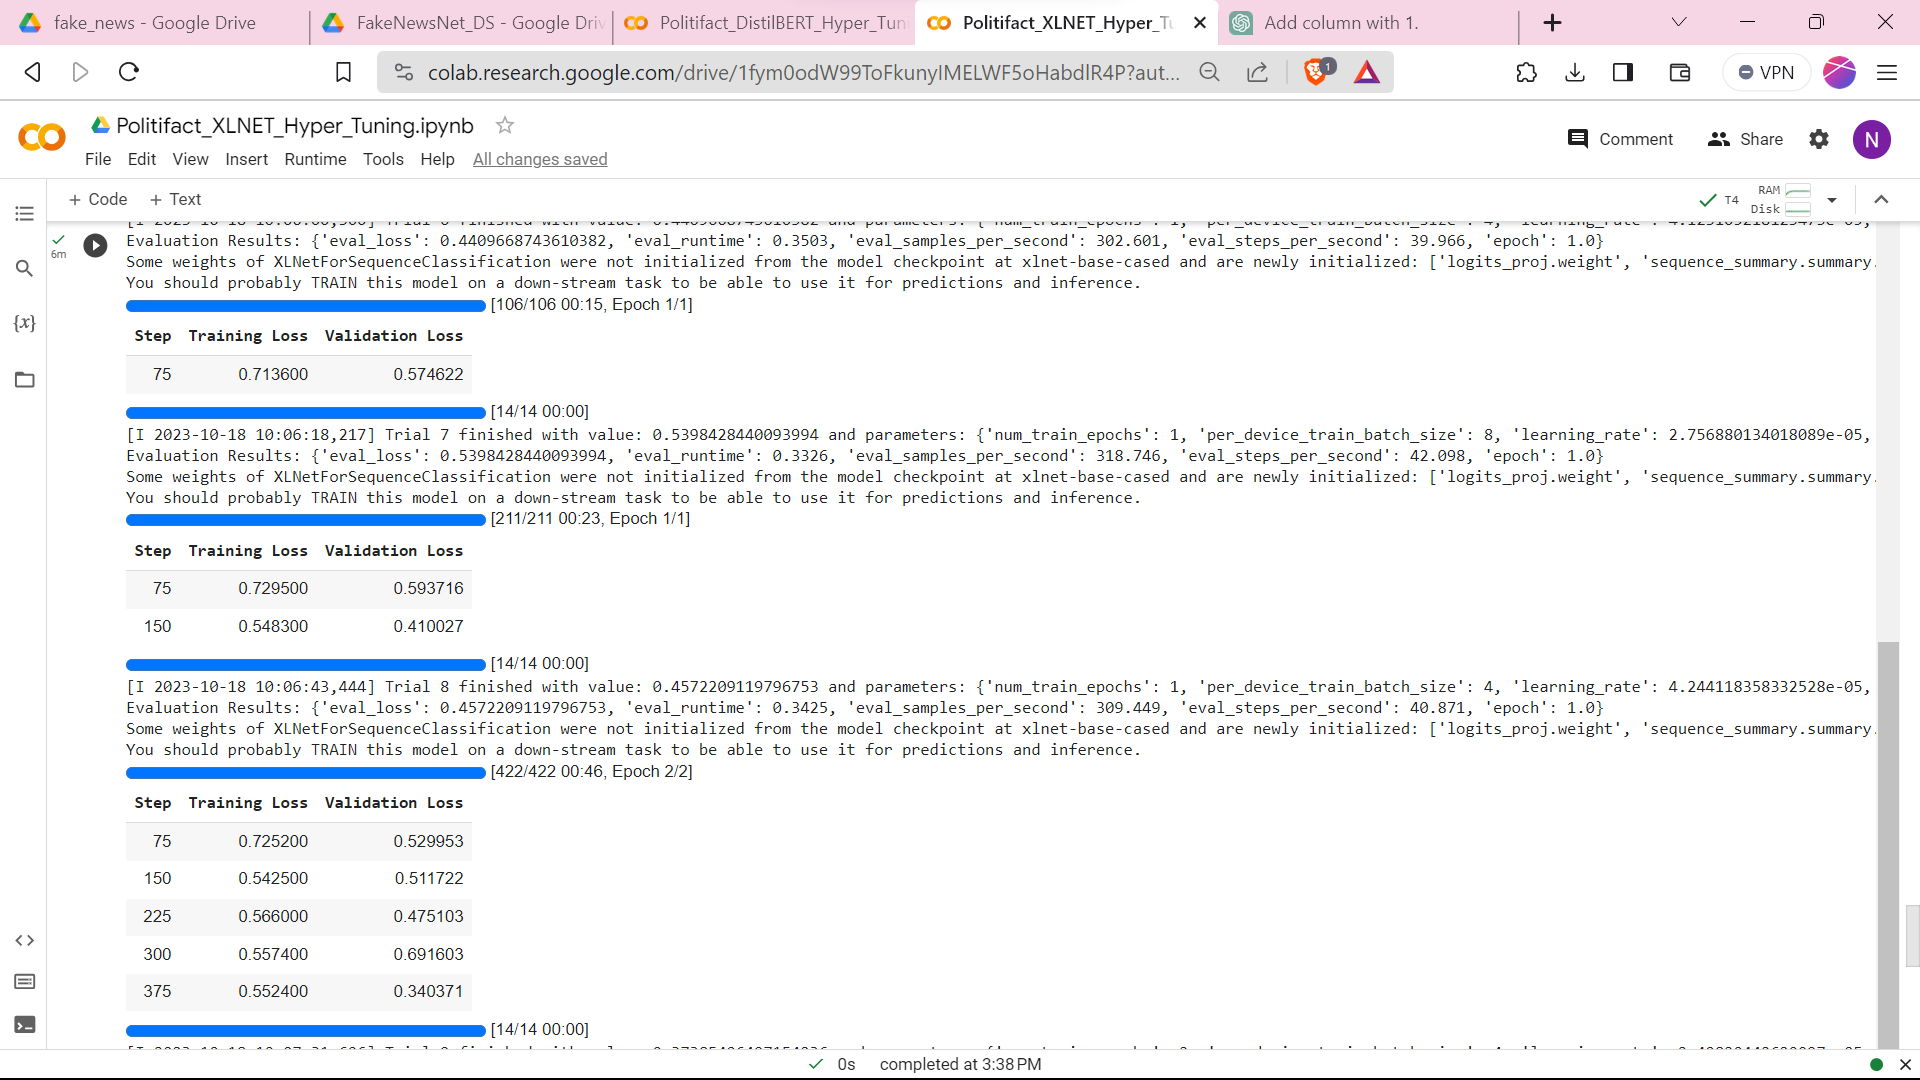 fake_news - Google Drive
FakeNewsNet_DS - Google Driv
Politifact_DistilBERT_Hyper_Tuni
Politifact_XLNET_Hyper_Tu
Add column with 1.
colab.research.google.com/drive/1fym0odW99ToFkunyIMELWF5oHabdlR4P?aut...
1
VPN
Politifact_XLNET_Hyper_Tuning.ipynb
File Edit View Insert Runtime Tools Help All changes saved
Comment
Share
N
+ Code + Text
T4
RAM
Disk
6m
{x}
Evaluation Results: {'eval_loss': 0.4409668743610382, 'eval_runtime': 0.3503, 'eval_samples_per_second': 302.601, 'eval_steps_per_second': 39.966, 'epoch': 1.0}
Some weights of XLNetForSequenceClassification were not initialized from the model checkpoint at xlnet-base-cased and are newly initialized: ['logits_proj.weight', 'sequence_summary.summary.
You should probably TRAIN this model on a down-stream task to be able to use it for predictions and inference.
[106/106 00:15, Epoch 1/1]
Step Training Loss Validation Loss
75 0.713600 0.574622
[14/14 00:00]
[I 2023-10-18 10:06:18,217] Trial 7 finished with value: 0.5398428440093994 and parameters: {'num_train_epochs': 1, 'per_device_train_batch_size': 8, 'learning_rate': 2.756880134018089e-05,
Evaluation Results: {'eval_loss': 0.5398428440093994, 'eval_runtime': 0.3326, 'eval_samples_per_second': 318.746, 'eval_steps_per_second': 42.098, 'epoch': 1.0}
Some weights of XLNetForSequenceClassification were not initialized from the model checkpoint at xlnet-base-cased and are newly initialized: ['logits_proj.weight', 'sequence_summary.summary.
You should probably TRAIN this model on a down-stream task to be able to use it for predictions and inference.
[211/211 00:23, Epoch 1/1]
Step Training Loss Validation Loss
75 0.729500 0.593716
150 0.548300 0.410027
[14/14 00:00]
[I 2023-10-18 10:06:43,444] Trial 8 finished with value: 0.4572209119796753 and parameters: {'num_train_epochs': 1, 'per_device_train_batch_size': 4, 'learning_rate': 4.244118358332528e-05,
Evaluation Results: {'eval_loss': 0.4572209119796753, 'eval_runtime': 0.3425, 'eval_samples_per_second': 309.449, 'eval_steps_per_second': 40.871, 'epoch': 1.0}
Some weights of XLNetForSequenceClassification were not initialized from the model checkpoint at xlnet-base-cased and are newly initialized: ['logits_proj.weight', 'sequence_summary.summary.
You should probably TRAIN this model on a down-stream task to be able to use it for predictions and inference.
[422/422 00:46, Epoch 2/2]
Step Training Loss Validation Loss
75 0.725200 0.529953
150 0.542500 0.511722
225 0.566000 0.475103
300 0.557400 0.691603
375 0.552400 0.340371
[14/14 00:00]
0s completed at 3:38 PM